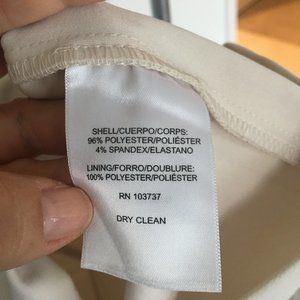 SHELL/CUERPO/CORPS:
96% POLYESTER/POLIÉSTER
4% SPANDEX/ELASTANO
LINING/FORRO/DOUBLURE:
100% POLYESTER/POLIÉSTER
RN 103737
DRY CLEAN